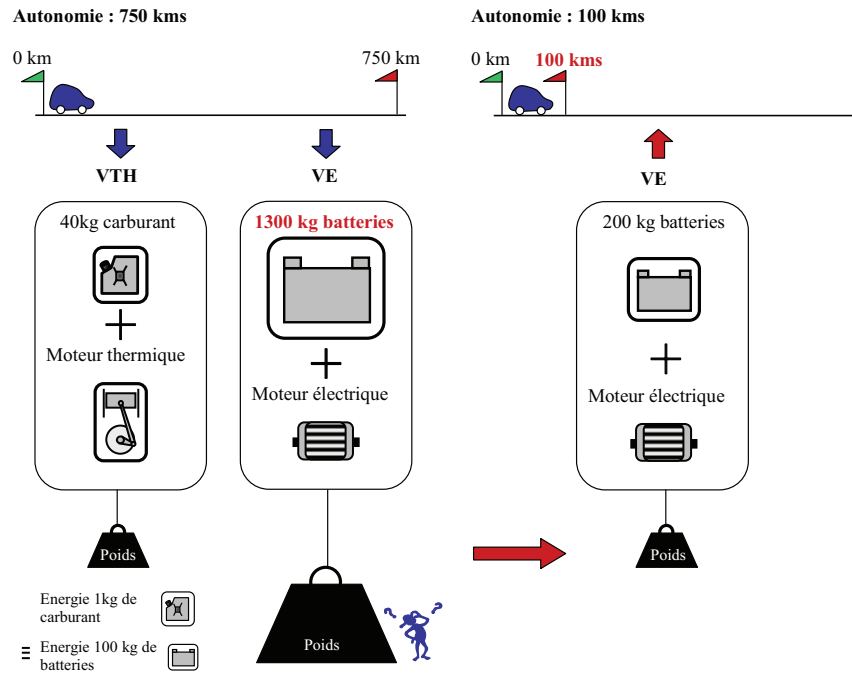 Autonomie : 750 kms
0 km
750 km
VTH
VE
40kg carburant
Moteur thermique
Poids
1300 kg batteries
Moteur électrique
Poids
? ?
Energie 1kg de
carburant
≡ Energie 100 kg de
batteries
Autonomie : 100 kms
0 km
100 kms
VE
200 kg batteries
Moteur électrique
Poids